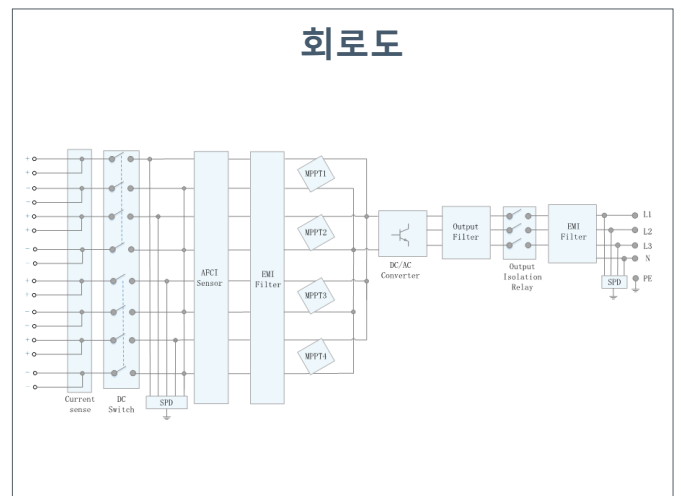 회로도
+
+
-
-
+
+
-
-
+
+
-
-
+
+
-
-
Current
sense
DC
Switch
SPD
AFCI
Sensor
EMI
Filter
MPPT1
MPPT2
MPPT3
MPPT4
DC/AC
Converter
Output
Filter
Output
Isolation
Relay
EMI
Filter
SPD
L1
L2
L3
N
PE